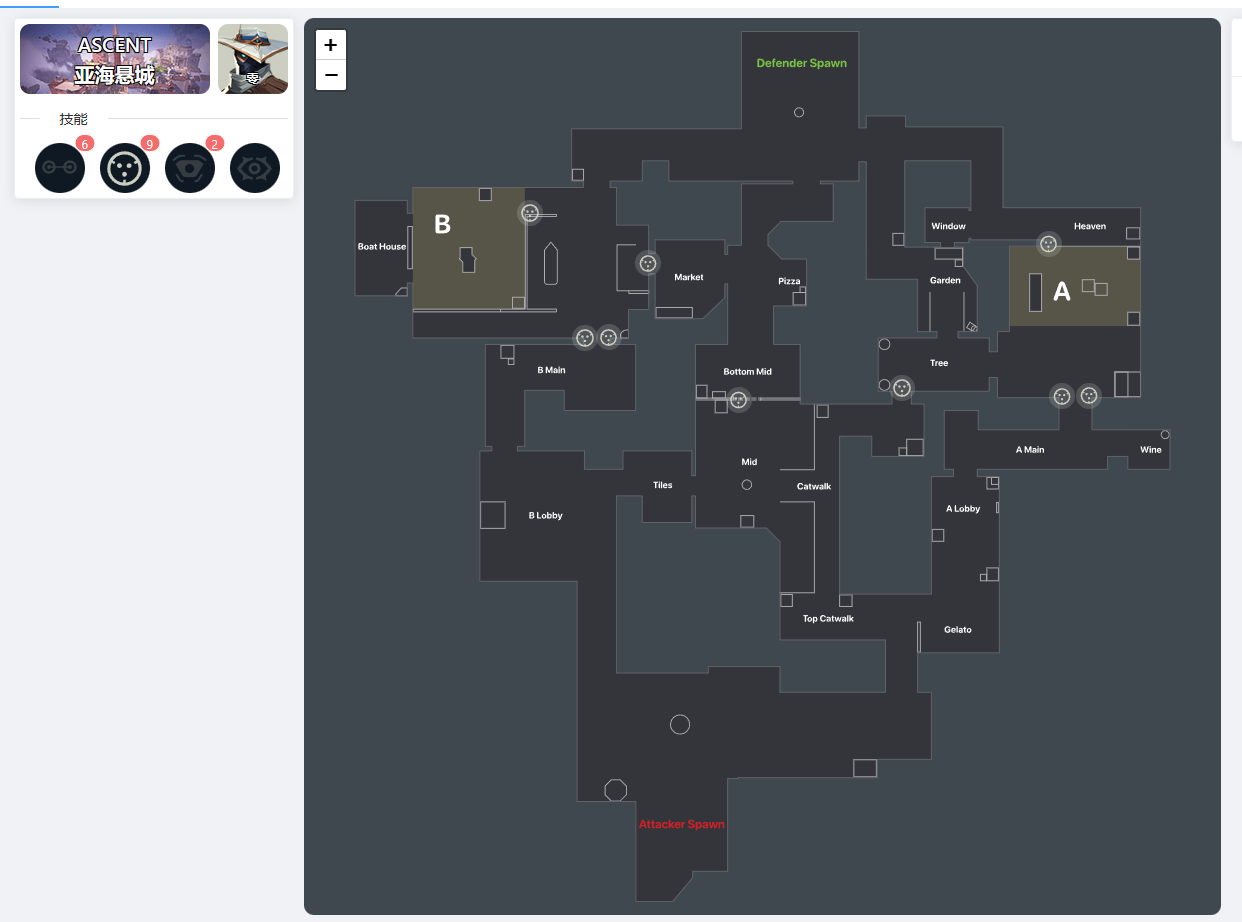 ASCENT
亚海悬城
零
技能
6
9
2
+
−
Defender Spawn
B
Boat House
Market
Pizza
Window
Heaven
Garden
A
Tree
B Main
Bottom Mid
Mid
Catwalk
Tiles
B Lobby
A Main
Wine
A Lobby
Top Catwalk
Gelato
Attacker Spawn